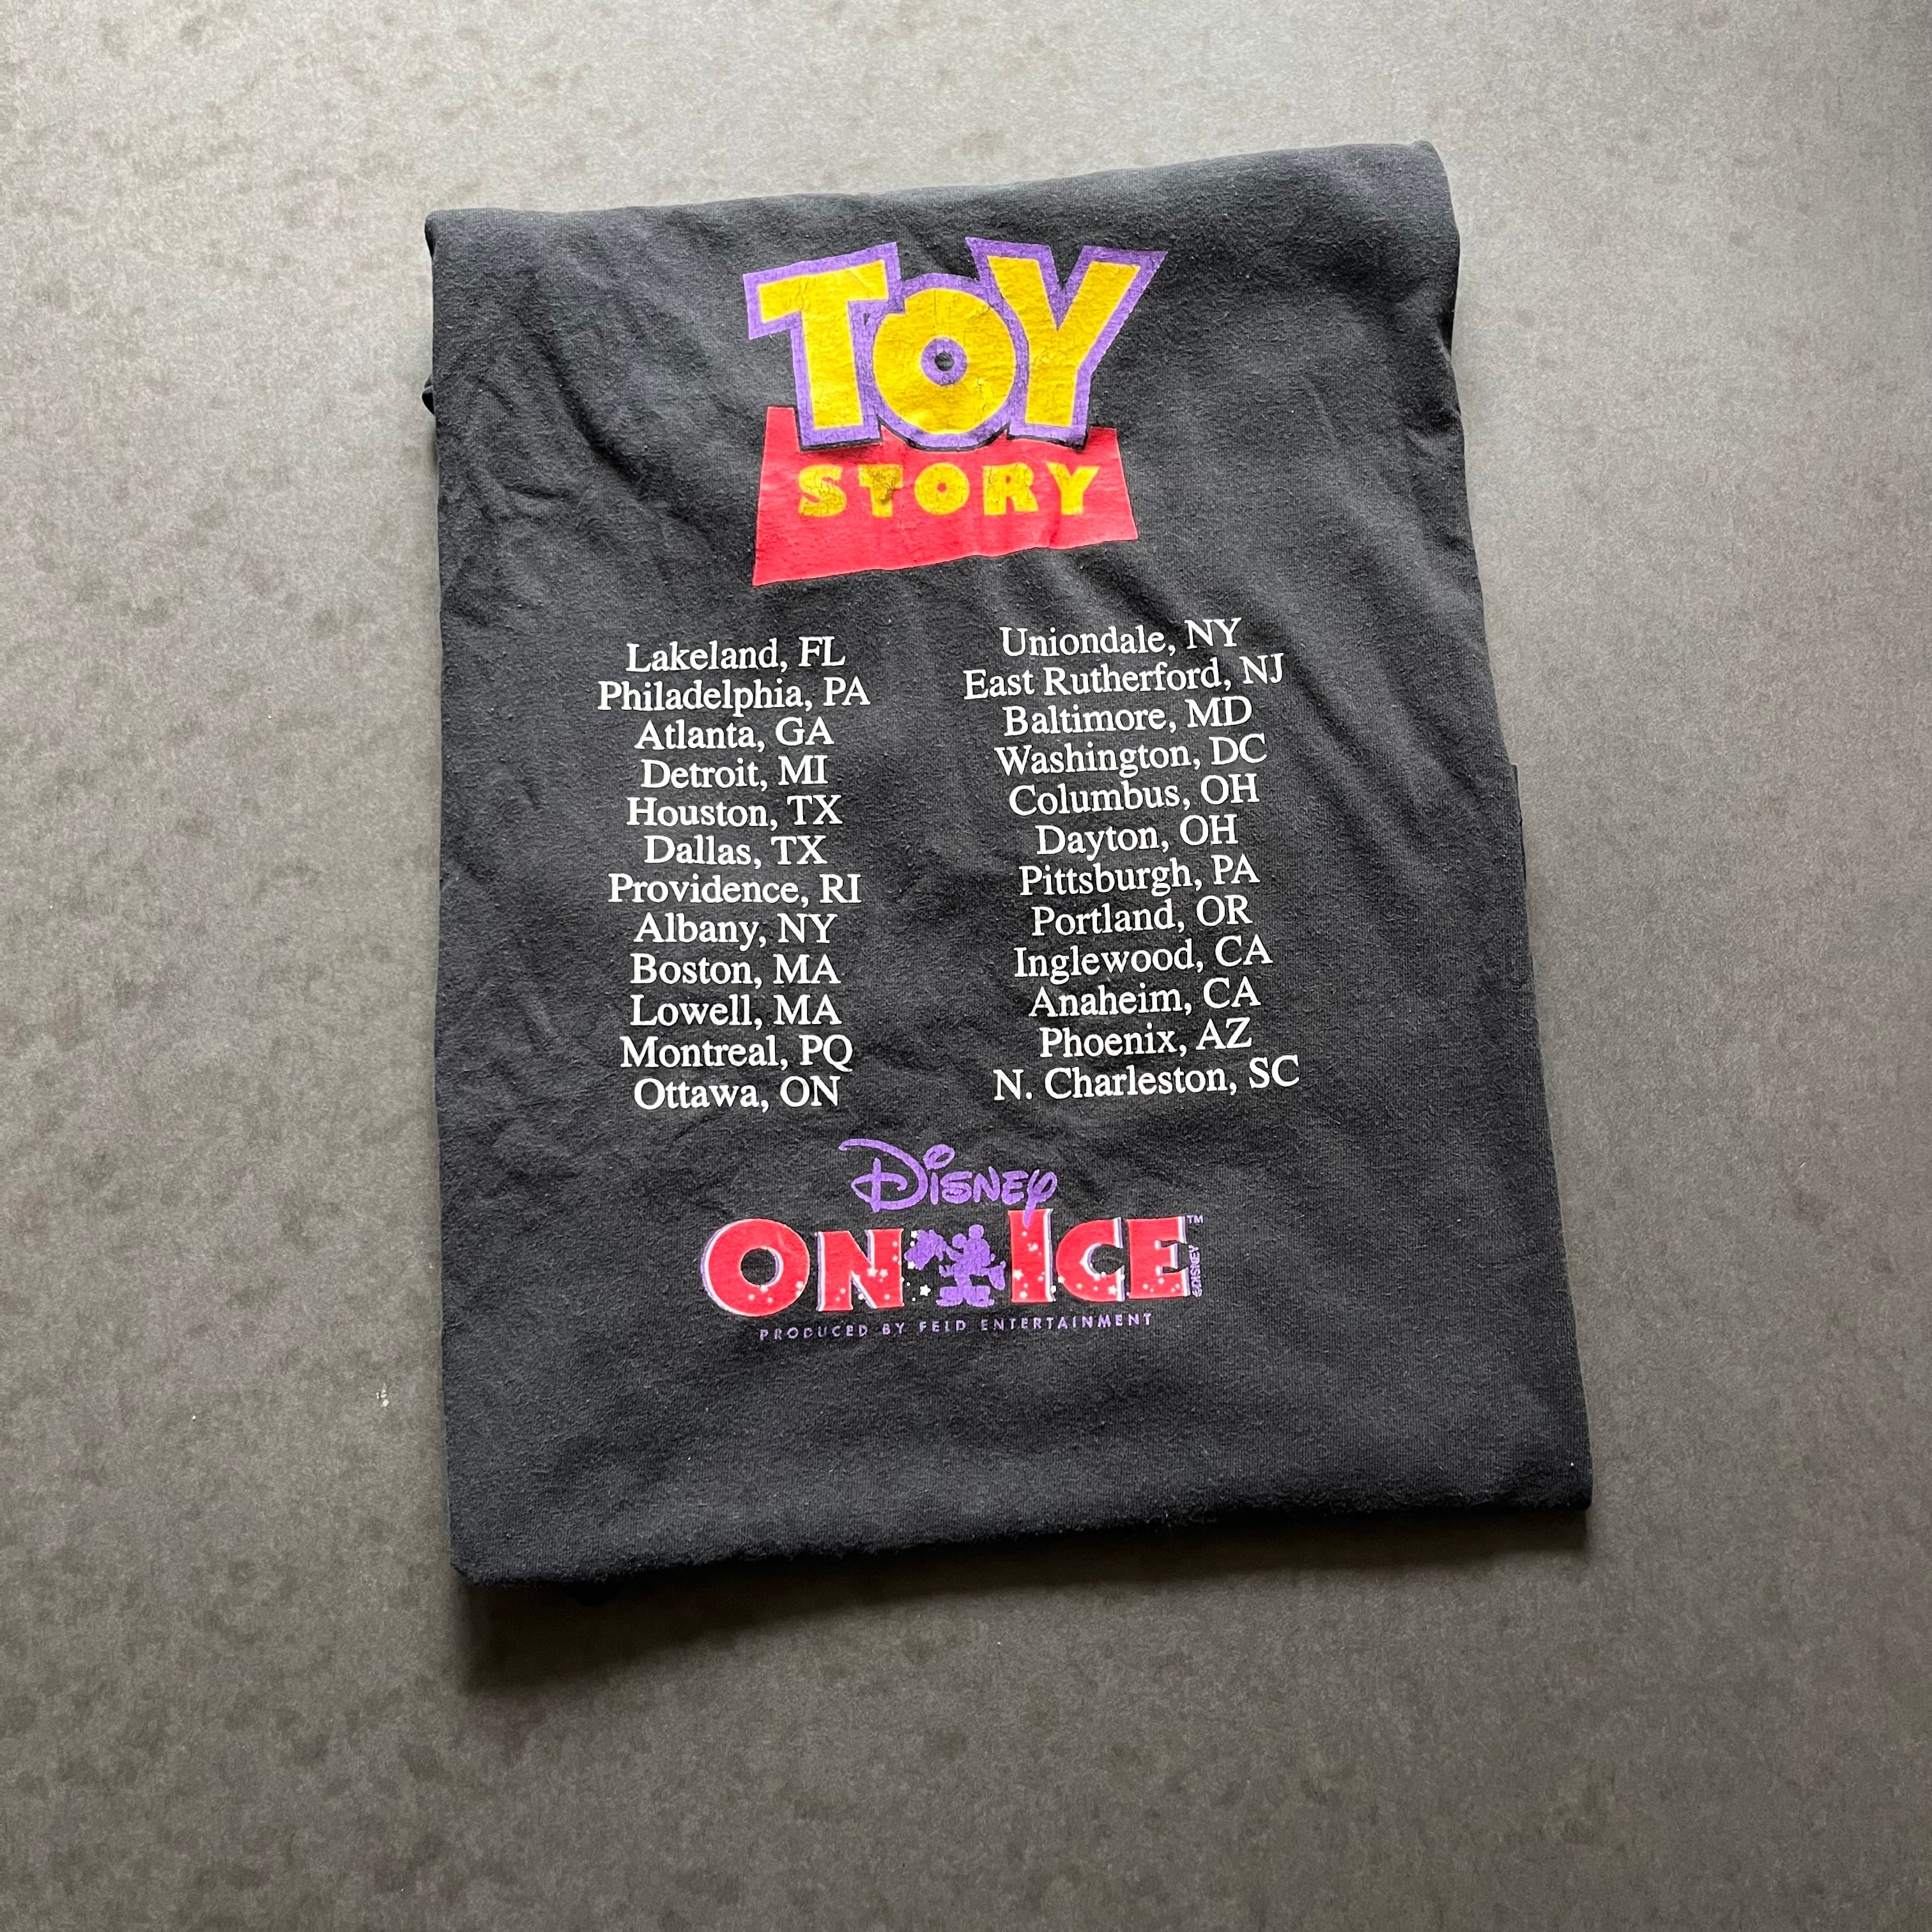 TOY
STORY
Lakeland, FL
Philadelphia, PA
Atlanta, GA
Detroit, MI
Houston, TX
Dallas, TX
Providence, RI
Albany, NY
Boston, MA
Lowell, MA
Montreal, PQ
Ottawa, ON
Uniondale, NY
East Rutherford, NJ
Baltimore, MD
Washington, DC
Columbus, OH
Dayton, OH
Pittsburgh, PA
Portland, OR
Inglewood, CA
Anaheim, CA
Phoenix, AZ
N. Charleston, SC
Disney
ON ICE™
©DISNEY
PRODUCED BY FELD ENTERTAINMENT